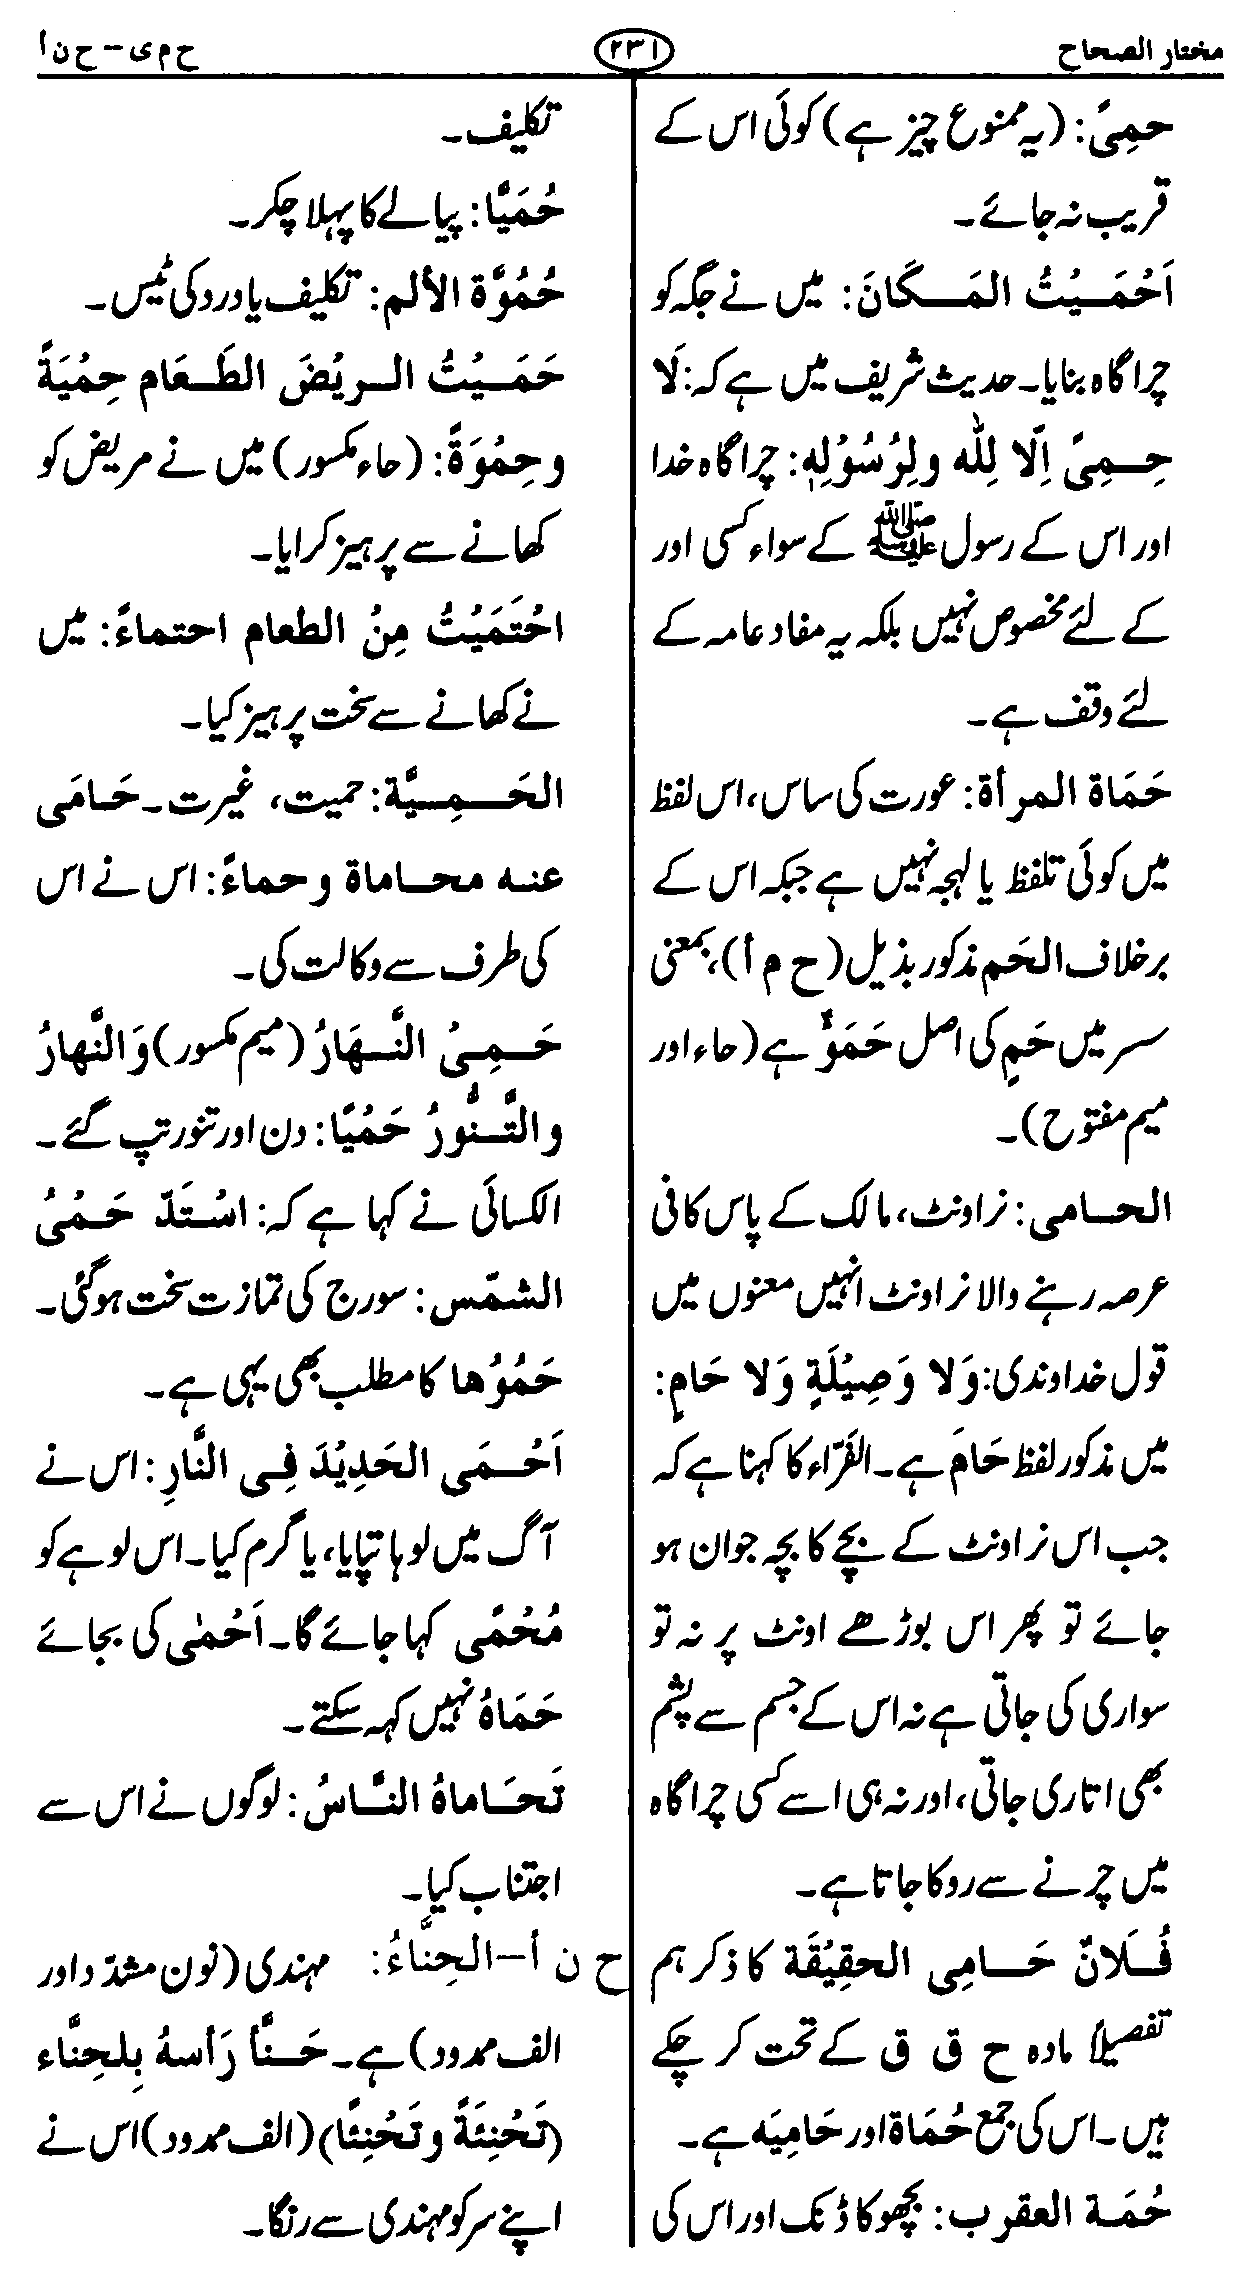 مختار الصحاح
۲۳۱
ح م ی – ح ن ا
حمِیً: (یہ ممنوع چیز ہے) کوئی اس کے
قریب نہ جائے۔
اَحْمَیْتُ المَکَانَ: میں نے جگہ کو
چراگاہ بنایا۔ حدیث شریف میں ہے کہ: لَا
حِمِیً اِلّا لِلّٰہ ولِرُسُوْلِہٖ: چراگاہ خدا
اور اس کے رسول ﷺ کے سواء کسی اور
کے لئے مخصوص نہیں بلکہ یہ مفاد عامہ کے
لئے وقف ہے۔
حَمَاۃ المرأۃ: عورت کی ساس، اس لفظ
میں کوئی تلفظ یا لہجہ نہیں ہے جبکہ اس کے
برخلاف الحَم مذکور بذیل (ح م أ)، بمعنی
سسر میں حَمٍ کی اصل حَمَوٌ ہے (حاء اور
میم مفتوح)۔
الحامی: نر اونٹ، مالک کے پاس کافی
عرصہ رہنے والا نر اونٹ انہیں معنوں میں
قول خداوندی: وَلا وَصِیْلَۃٍ وَلا حَامٍ:
میں مذکور لفظ حَامَ ہے۔ الفَرّاء کا کہنا ہے کہ
جب اس نر اونٹ کے بچے کا بچہ جوان ہو
جائے تو پھر اس بوڑھے اونٹ پر نہ تو
سواری کی جاتی ہے نہ اس کے جسم سے پشم
بھی اتاری جاتی، اور نہ ہی اسے کسی چراگاہ
میں چرنے سے روکا جاتا ہے۔
فُلَانٌ حَامِی الحقِیْقَۃ کا ذکر ہم
تفصیلاً مادہ ح ق ق کے تحت کر چکے
ہیں۔ اس کی جمع حُمَاۃ اور حَامِیَہ ہے۔
حُمَۃ العقرب: بچھو کا ڈنک اور اس کی
تکلیف۔
حُمَیَّا: پیالے کا پہلا چکر۔
حُمُوَّۃ الألم: تکلیف یا درد کی ٹیس۔
حَمَیْتُ الریْضَ الطَعَام حِمْیَۃً
وحِمْوَۃً: (حاء مکسور) میں نے مریض کو
کھانے سے پرہیز کرایا۔
احْتَمَیْتُ مِنْ الطعام احتماءً: میں
نے کھانے سے سخت پرہیز کیا۔
الحَمِیَّۃ: حمیت، غیرت۔ حَامَی
عنہ محاماۃ وحماءً: اس نے اس
کی طرف سے وکالت کی۔
حَمِیُ النَّھَارُ (میم مکسور) وَالنَّھارُ
والتَّنُّورُ حَمْیًا: دن اور تنور تپ گئے۔
الکسائی نے کہا ہے کہ: اسْتَدّ حَمْیُ
الشمّس: سورج کی تمازت سخت ہوگئی۔
حَمْوُھا کا مطلب بھی یہی ہے۔
اَحْمَی الحَدِیْدَ فِی النَّارِ: اس نے
آگ میں لوہا تپایا، یا گرم کیا۔ اس لوہے کو
مُحْمًی کہا جائے گا۔ اَحْمٰی کی بجائے
حَمَاہُ نہیں کہہ سکتے۔
تَحَاماہُ النَّاسُ: لوگوں نے اس سے
اجتناب کیا۔
ح ن أ – الحِنَّاءُ: مہندی (نون مشدّد اور
الف ممدود) ہے۔ حَنَّأ رَأسہُ بِلحِنَّاء
(تَحْنِئَۃً و تَحْنِئًا) (الف ممدود) اس نے
اپنے سر کو مہندی سے رنگا۔